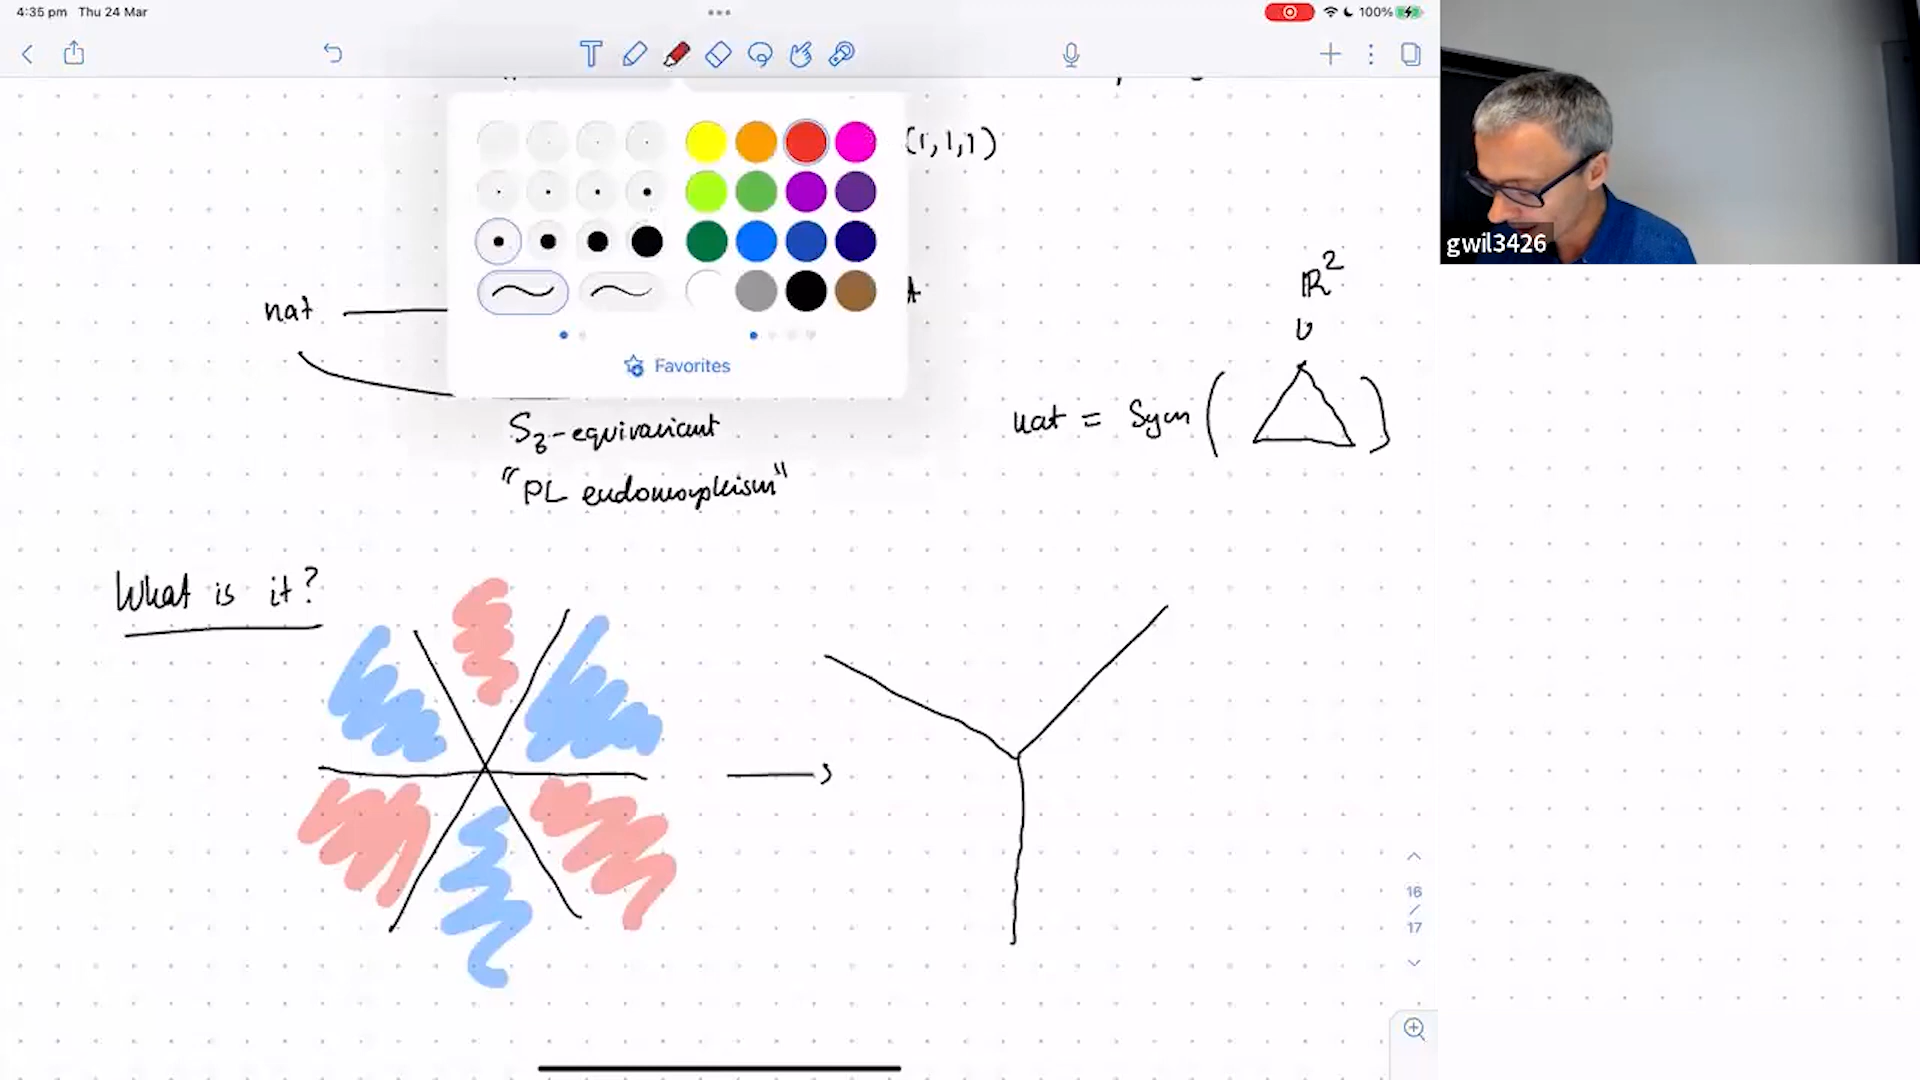 4:35 pm Thu 24 Mar
100%
T
(1,1,1)
gwil3426
Favorites
nat
ℝ²
nat = Sym ( )
S₃-equivariant
"PL endomorphism"
What is it?
16
/
17